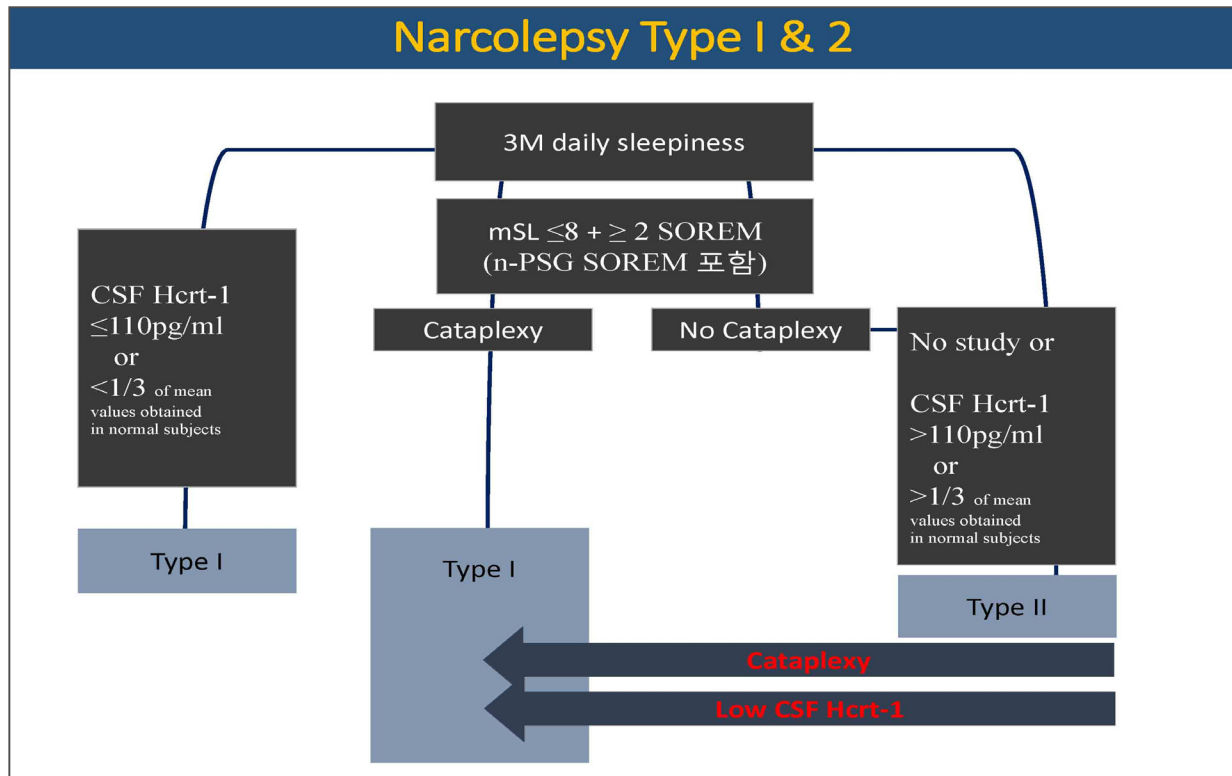 Narcolepsy Type I & 2
3M daily sleepiness
mSL ≤8 + ≥ 2 SOREM
(n-PSG SOREM 포함)
CSF Hcrt-1
≤110pg/ml
or
<1/3 of mean
values obtained
in normal subjects
Cataplexy
No Cataplexy
No study or
CSF Hcrt-1
>110pg/ml
or
>1/3 of mean
values obtained
in normal subjects
Type I
Type I
Type II
Cataplexy
Low CSF Hcrt-1